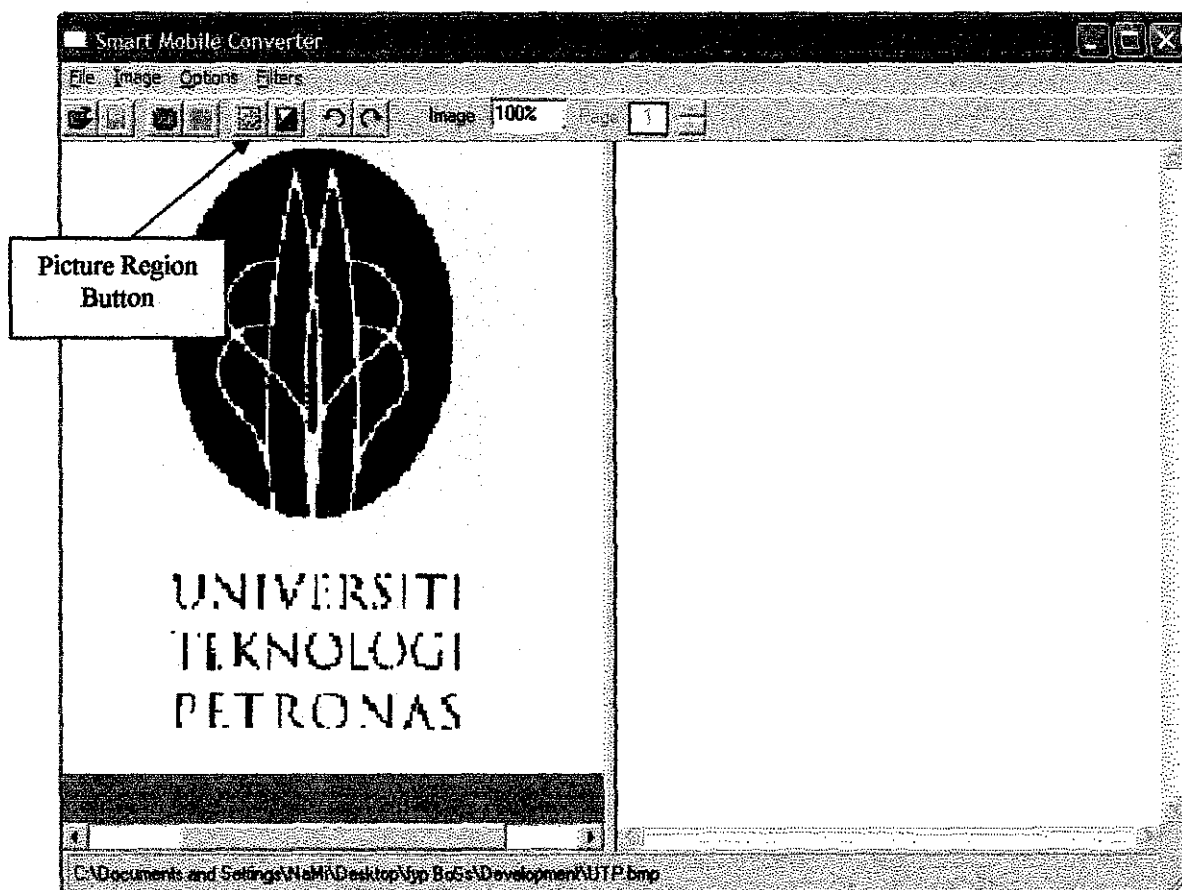 Smart Mobile Converter
File Image Options Filters
Image 100% Page 1
Picture Region
Button
UNIVERSITI
TEKNOLOGI
PETRONAS
C:\Documents and Settings\NaMi\Desktop\fyp BoSs\Development\UTP.bmp